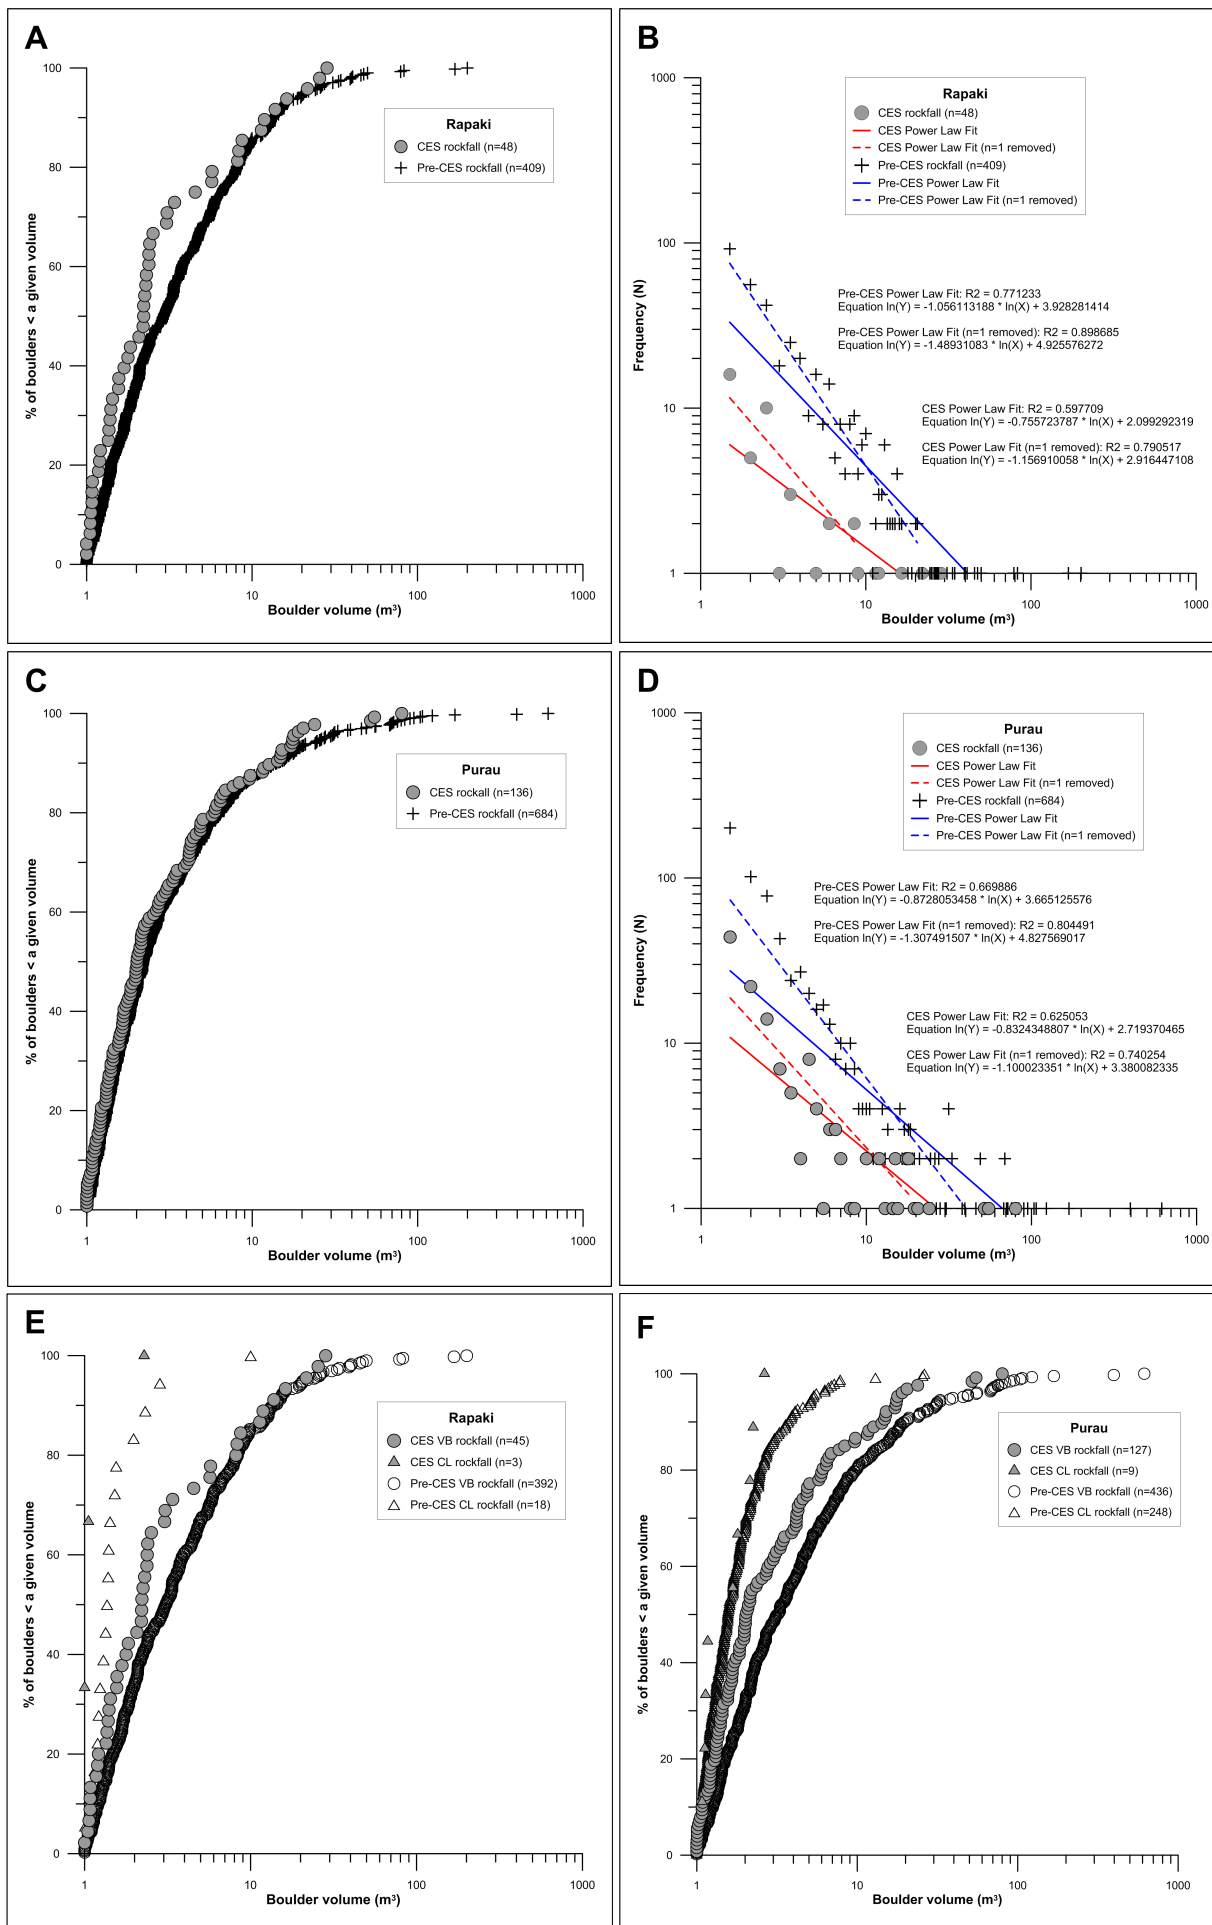 A
100
80
60
40
20
0
% of boulders < a given volume
Rapaki
CES rockfall (n=48)
Pre-CES rockfall (n=409)
1
10
100
1000
Boulder volume (m³)
B
1000
100
10
1
Frequency (N)
Rapaki
CES rockfall (n=48)
CES Power Law Fit
CES Power Law Fit (n=1 removed)
Pre-CES rockfall (n=409)
Pre-CES Power Law Fit
Pre-CES Power Law Fit (n=1 removed)
Pre-CES Power Law Fit: R2 = 0.771233
Equation ln(Y) = -1.056113188 * ln(X) + 3.928281414
Pre-CES Power Law Fit (n=1 removed): R2 = 0.898685
Equation ln(Y) = -1.48931083 * ln(X) + 4.925576272
CES Power Law Fit: R2 = 0.597709
Equation ln(Y) = -0.755723787 * ln(X) + 2.099292319
CES Power Law Fit (n=1 removed): R2 = 0.790517
Equation ln(Y) = -1.156910058 * ln(X) + 2.916447108
1
10
100
1000
Boulder volume (m³)
C
100
80
60
40
20
0
% of boulders < a given volume
Purau
CES rockall (n=136)
Pre-CES rockfall (n=684)
1
10
100
1000
Boulder volume (m³)
D
1000
100
10
1
Frequency (N)
Purau
CES rockfall (n=136)
CES Power Law Fit
CES Power Law Fit (n=1 removed)
Pre-CES rockfall (n=684)
Pre-CES Power Law Fit
Pre-CES Power Law Fit (n=1 removed)
Pre-CES Power Law Fit: R2 = 0.669886
Equation ln(Y) = -0.8728053458 * ln(X) + 3.665125576
Pre-CES Power Law Fit (n=1 removed): R2 = 0.804491
Equation ln(Y) = -1.307491507 * ln(X) + 4.827569017
CES Power Law Fit: R2 = 0.625053
Equation ln(Y) = -0.8324348807 * ln(X) + 2.719370465
CES Power Law Fit (n=1 removed): R2 = 0.740254
Equation ln(Y) = -1.100023351 * ln(X) + 3.380082335
1
10
100
1000
Boulder volume (m³)
E
100
80
60
40
20
0
% of boulders < a given volume
Rapaki
CES VB rockfall (n=45)
CES CL rockfall (n=3)
Pre-CES VB rockfall (n=392)
Pre-CES CL rockfall (n=18)
1
10
100
1000
Boulder volume (m³)
F
100
80
60
40
20
0
% of boulders < a given volume
Purau
CES VB rockfall (n=127)
CES CL rockfall (n=9)
Pre-CES VB rockfall (n=436)
Pre-CES CL rockfall (n=248)
1
10
100
1000
Boulder volume (m³)